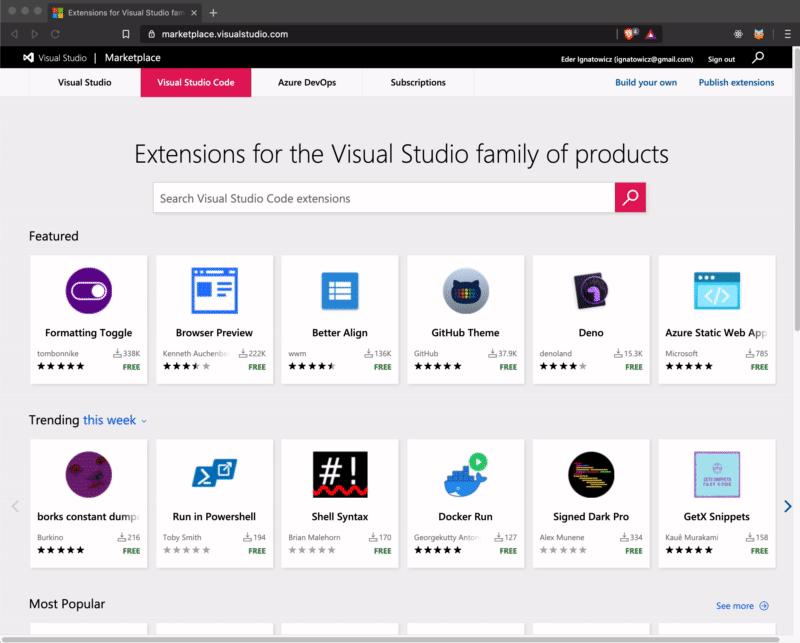 Extensions for Visual Studio fam
marketplace.visualstudio.com
4
Visual Studio | Marketplace
Eder Ignatowicz (ignatowicz@gmail.com) Sign out
Visual Studio Visual Studio Code Azure DevOps Subscriptions Build your own Publish extensions
Extensions for the Visual Studio family of products
Search Visual Studio Code extensions
Featured
Formatting Toggle Browser Preview Better Align GitHub Theme Deno Azure Static Web App
tombonnike 338K Kenneth Auchenbe 222K wwm 136K GitHub 37.9K denoland 15.3K Microsoft 785
FREE FREE FREE FREE FREE FREE
Trending this week
#!
GETX SNIPPETS
borks constant dumpe Run in Powershell Shell Syntax Docker Run Signed Dark Pro GetX Snippets
Burkino 216 Toby Smith 194 Brian Malehorn 170 Georgekutty Anton 127 Alex Munene 334 Kauê Murakami 158
FREE FREE FREE FREE FREE FREE
Most Popular See more